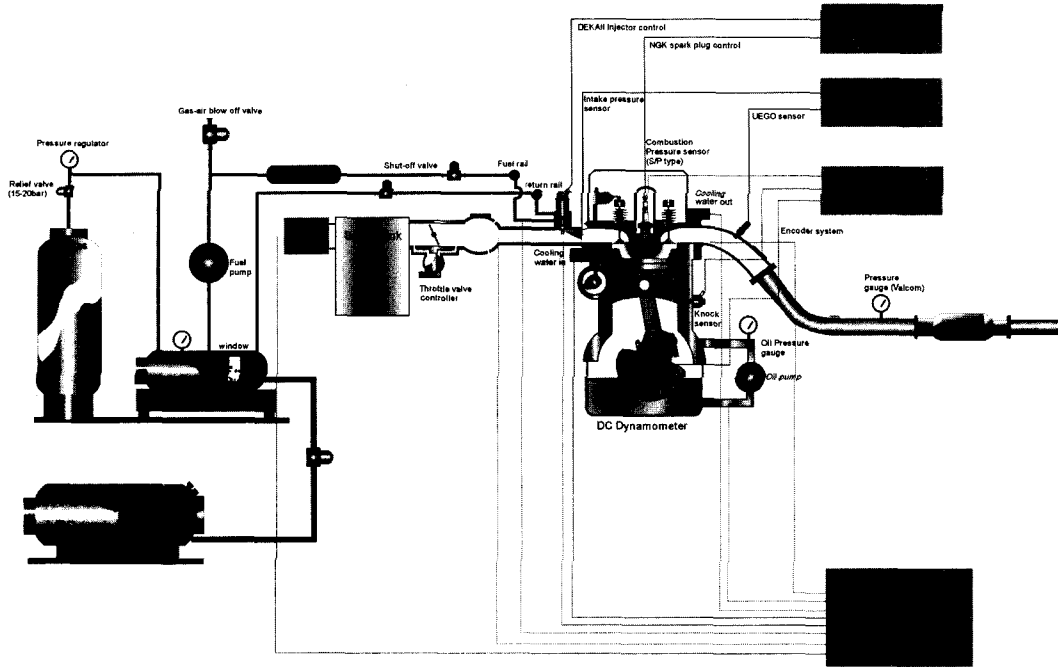 DEKAII Injector control
NGK spark plug control
Intake pressure
sensor
UEGO sensor
Gas-air blow off valve
Combustion
Pressure sensor
(S/P type)
Pressure regulator
Shut-off valve
Fuel rail
Relief valve
(15-20bar)
return rail
Cooling
water out
Encoder system
Fuel
pump
Cooling
water in
Throttle valve
controller
Pressure
gauge (Valcom)
Knock
sensor
window
Oil Pressure
gauge
Oil pump
DC Dynamometer